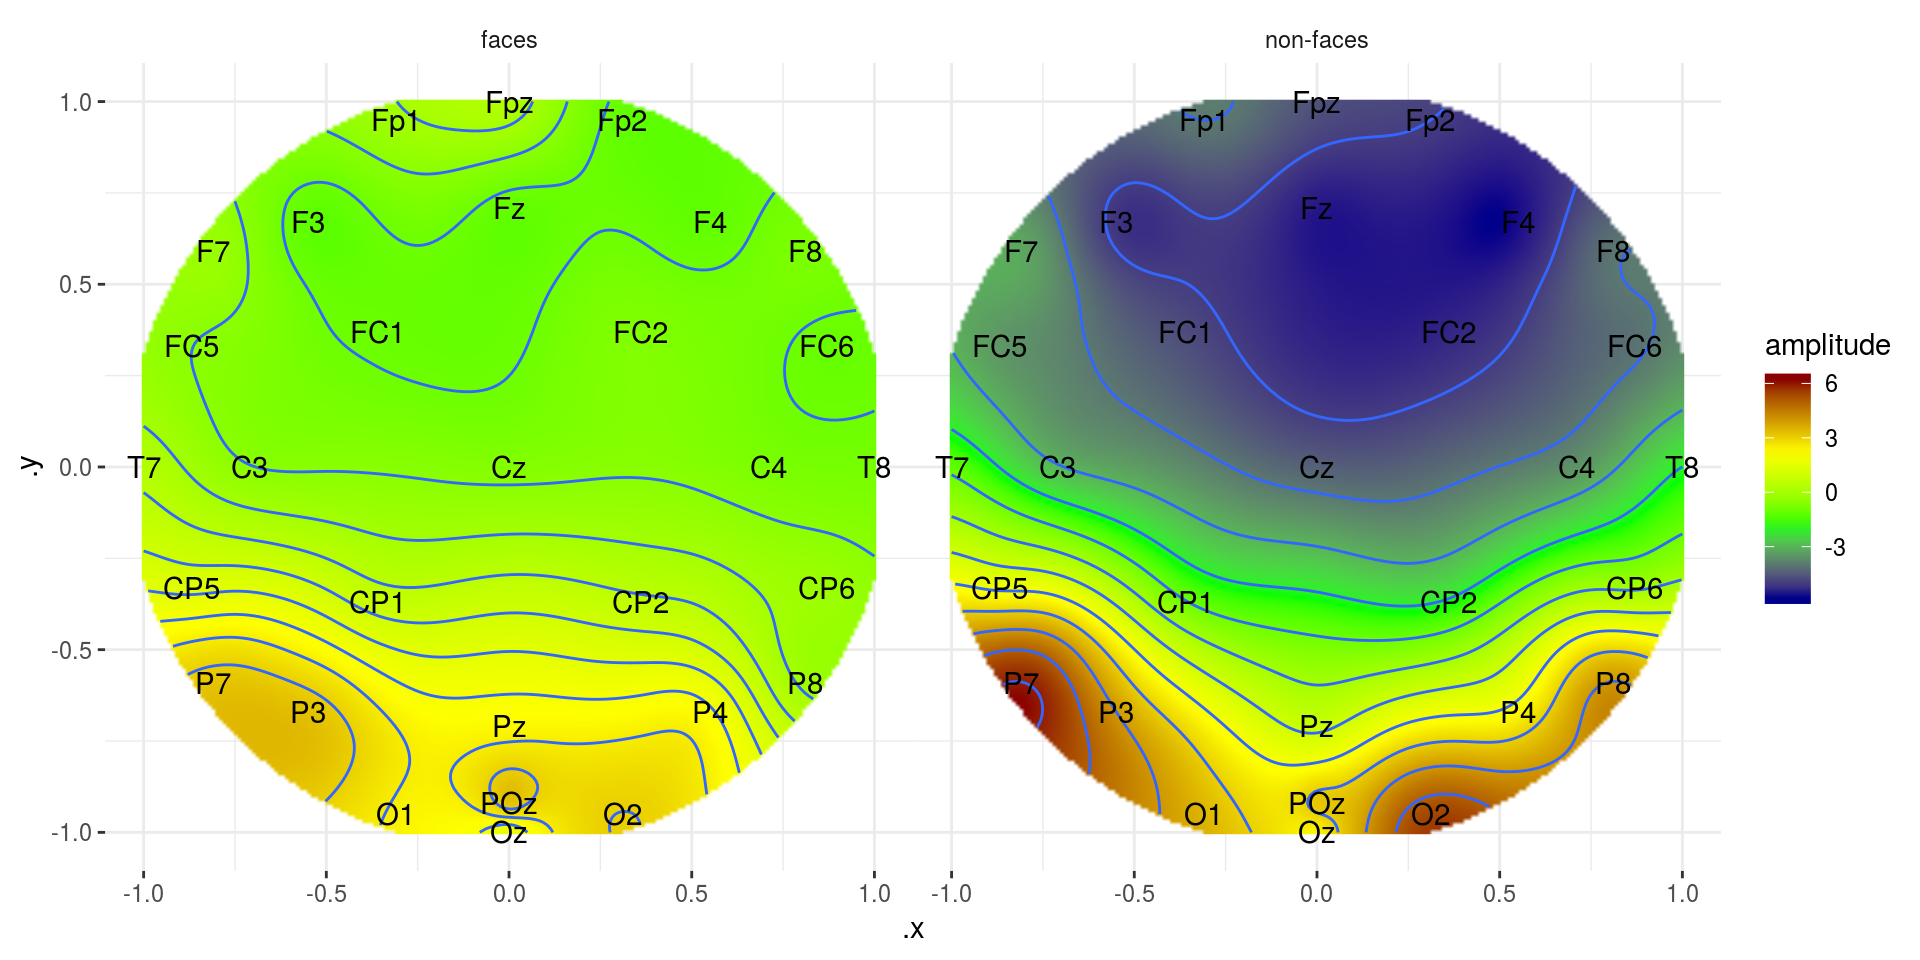 faces
non-faces
1.0
0.5
0.0
-0.5
-1.0
.y
Fpz
Fp1
Fp2
F3
Fz
F4
F7
F8
FC5
FC1
FC2
FC6
T7
C3
Cz
C4
T8
CP5
CP1
CP2
CP6
P7
P3
Pz
P4
P8
POz
O1
O2
Oz
Fpz
Fp1
Fp2
F3
Fz
F4
F7
F8
FC5
FC1
FC2
FC6
T7
C3
Cz
C4
T8
CP5
CP1
CP2
CP6
P7
P3
Pz
P4
P8
POz
O1
O2
Oz
-1.0 -0.5 0.0 0.5 1.0
-1.0 -0.5 0.0 0.5 1.0
.x
amplitude
6
3
0
-3